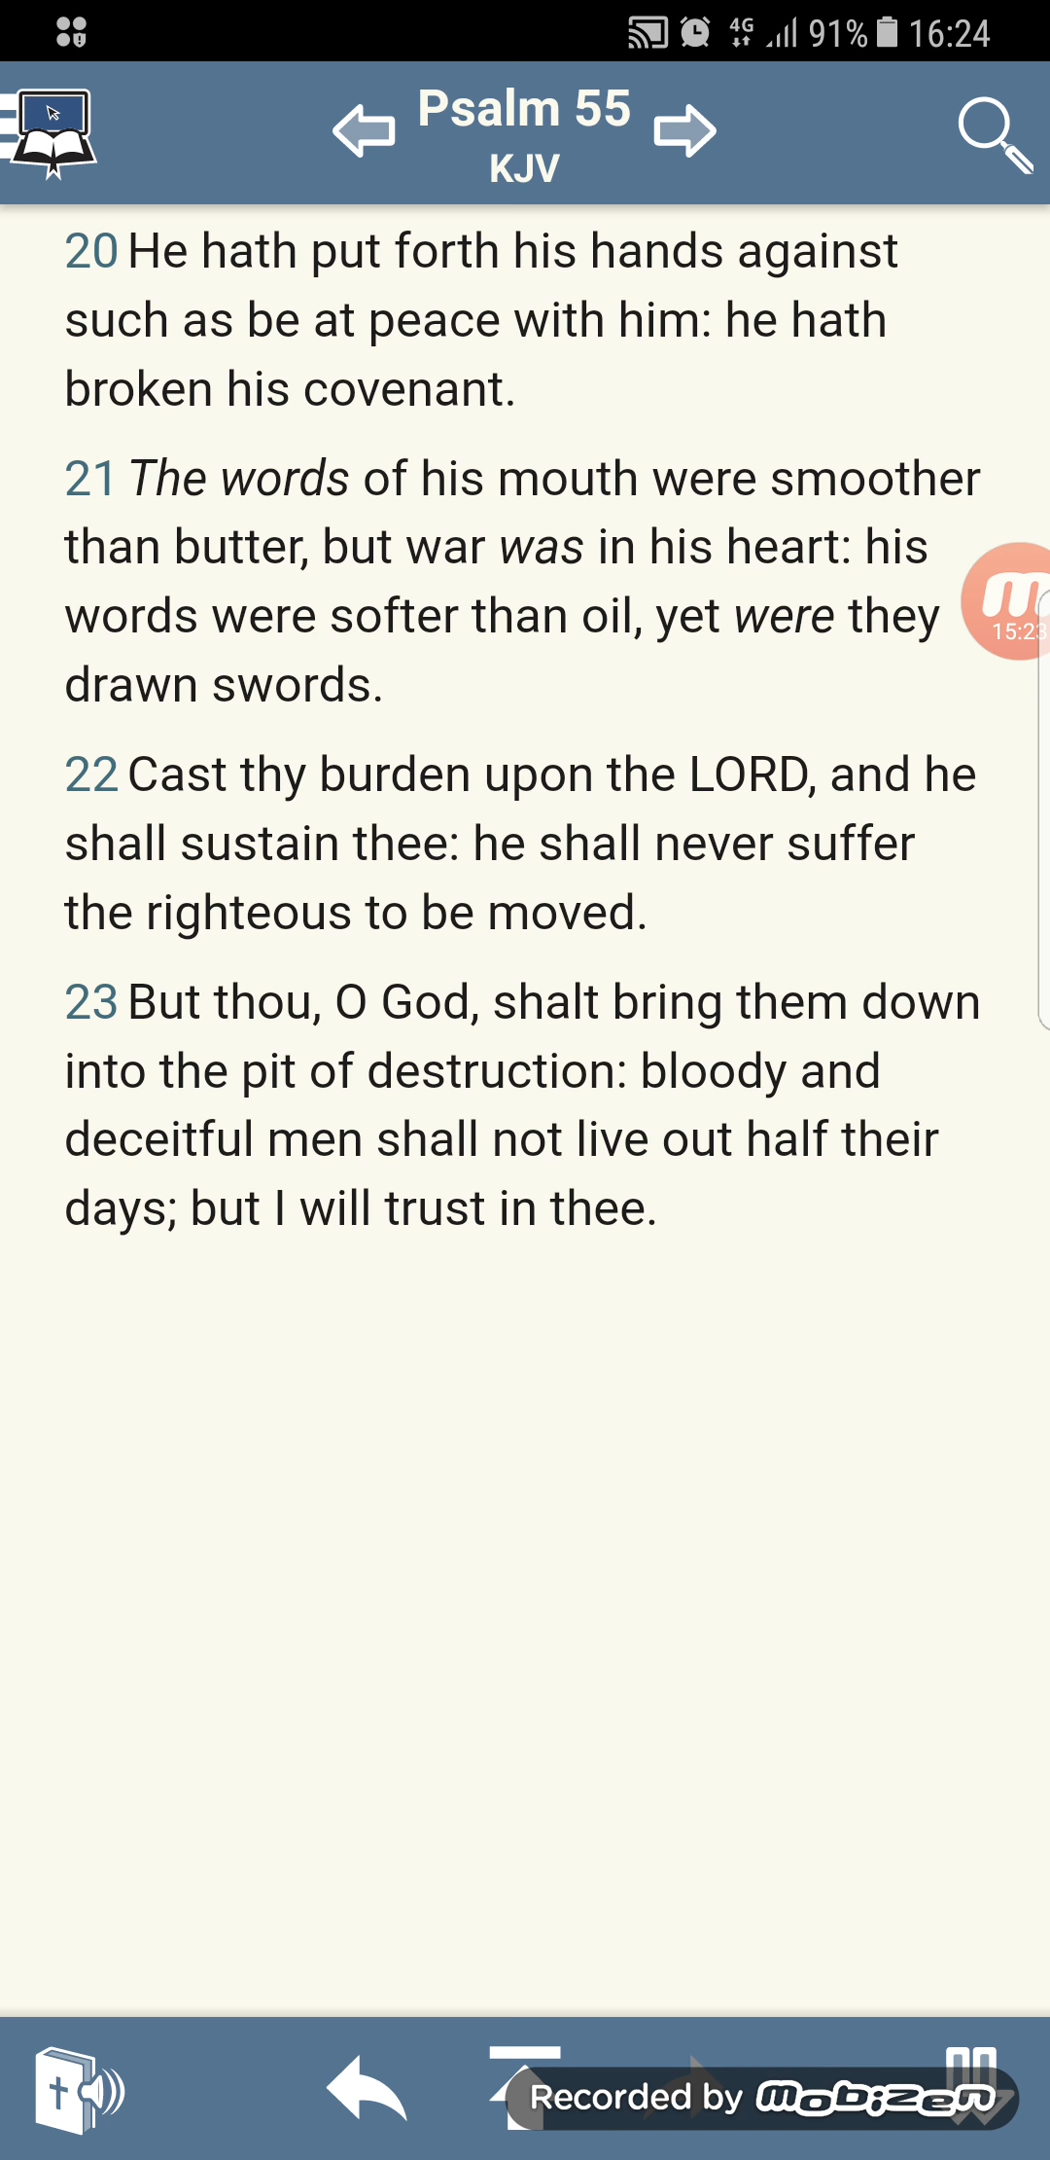 4G 91% 16:24
Psalm 55
KJV
20 He hath put forth his hands against
such as be at peace with him: he hath
broken his covenant.
21 The words of his mouth were smoother
than butter, but war was in his heart: his
words were softer than oil, yet were they
drawn swords.
15:23
22 Cast thy burden upon the LORD, and he
shall sustain thee: he shall never suffer
the righteous to be moved.
23 But thou, O God, shalt bring them down
into the pit of destruction: bloody and
deceitful men shall not live out half their
days; but I will trust in thee.
Recorded by mobizen